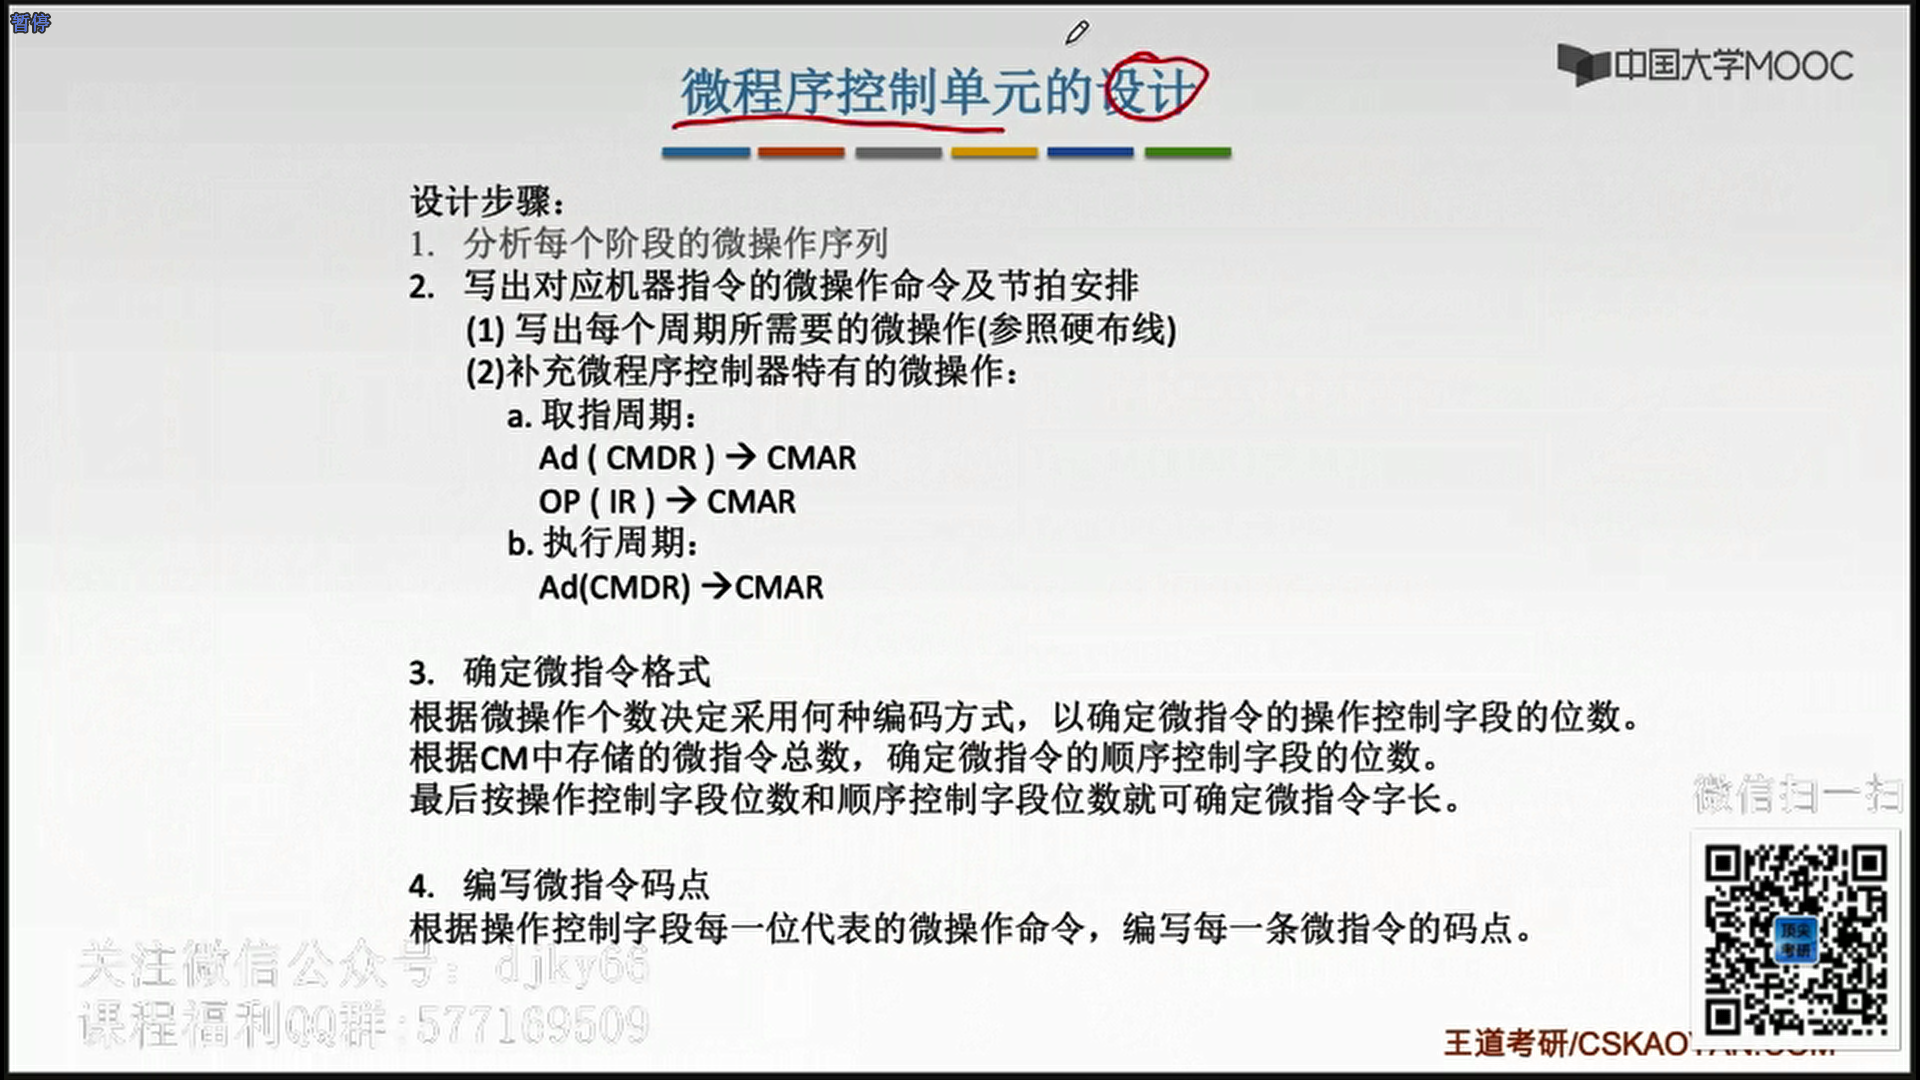 暂停
微程序控制单元的设计
中国大学MOOC
设计步骤：
1. 分析每个阶段的微操作序列
2. 写出对应机器指令的微操作命令及节拍安排
(1) 写出每个周期所需要的微操作(参照硬布线)
(2)补充微程序控制器特有的微操作：
a. 取指周期：
Ad ( CMDR ) → CMAR
OP ( IR ) → CMAR
b. 执行周期：
Ad(CMDR) →CMAR
3. 确定微指令格式
根据微操作个数决定采用何种编码方式，以确定微指令的操作控制字段的位数。
根据CM中存储的微指令总数，确定微指令的顺序控制字段的位数。
最后按操作控制字段位数和顺序控制字段位数就可确定微指令字长。
微信扫一扫
4. 编写微指令码点
根据操作控制字段每一位代表的微操作命令，编写每一条微指令的码点。
顶尖
考研
关注微信公众号：djky66
课程福利QQ群:577169509
王道考研/CSKAOYAN.COM